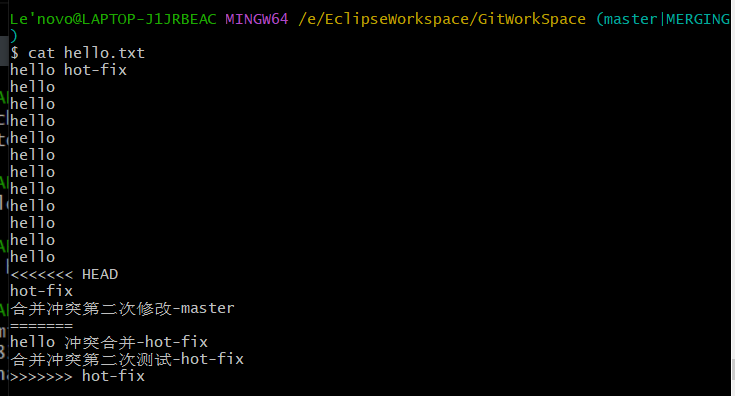 Le'novo@LAPTOP-J1JRBEAC MINGW64 /e/EclipseWorkspace/GitWorkSpace (master|MERGING
)
$ cat hello.txt
hello hot-fix
hello
hello
hello
hello
hello
hello
hello
hello
hello
hello
hello
<<<<<<< HEAD
hot-fix
合并冲突第二次修改-master
=======
hello 冲突合并-hot-fix
合并冲突第二次测试-hot-fix
>>>>>>> hot-fix